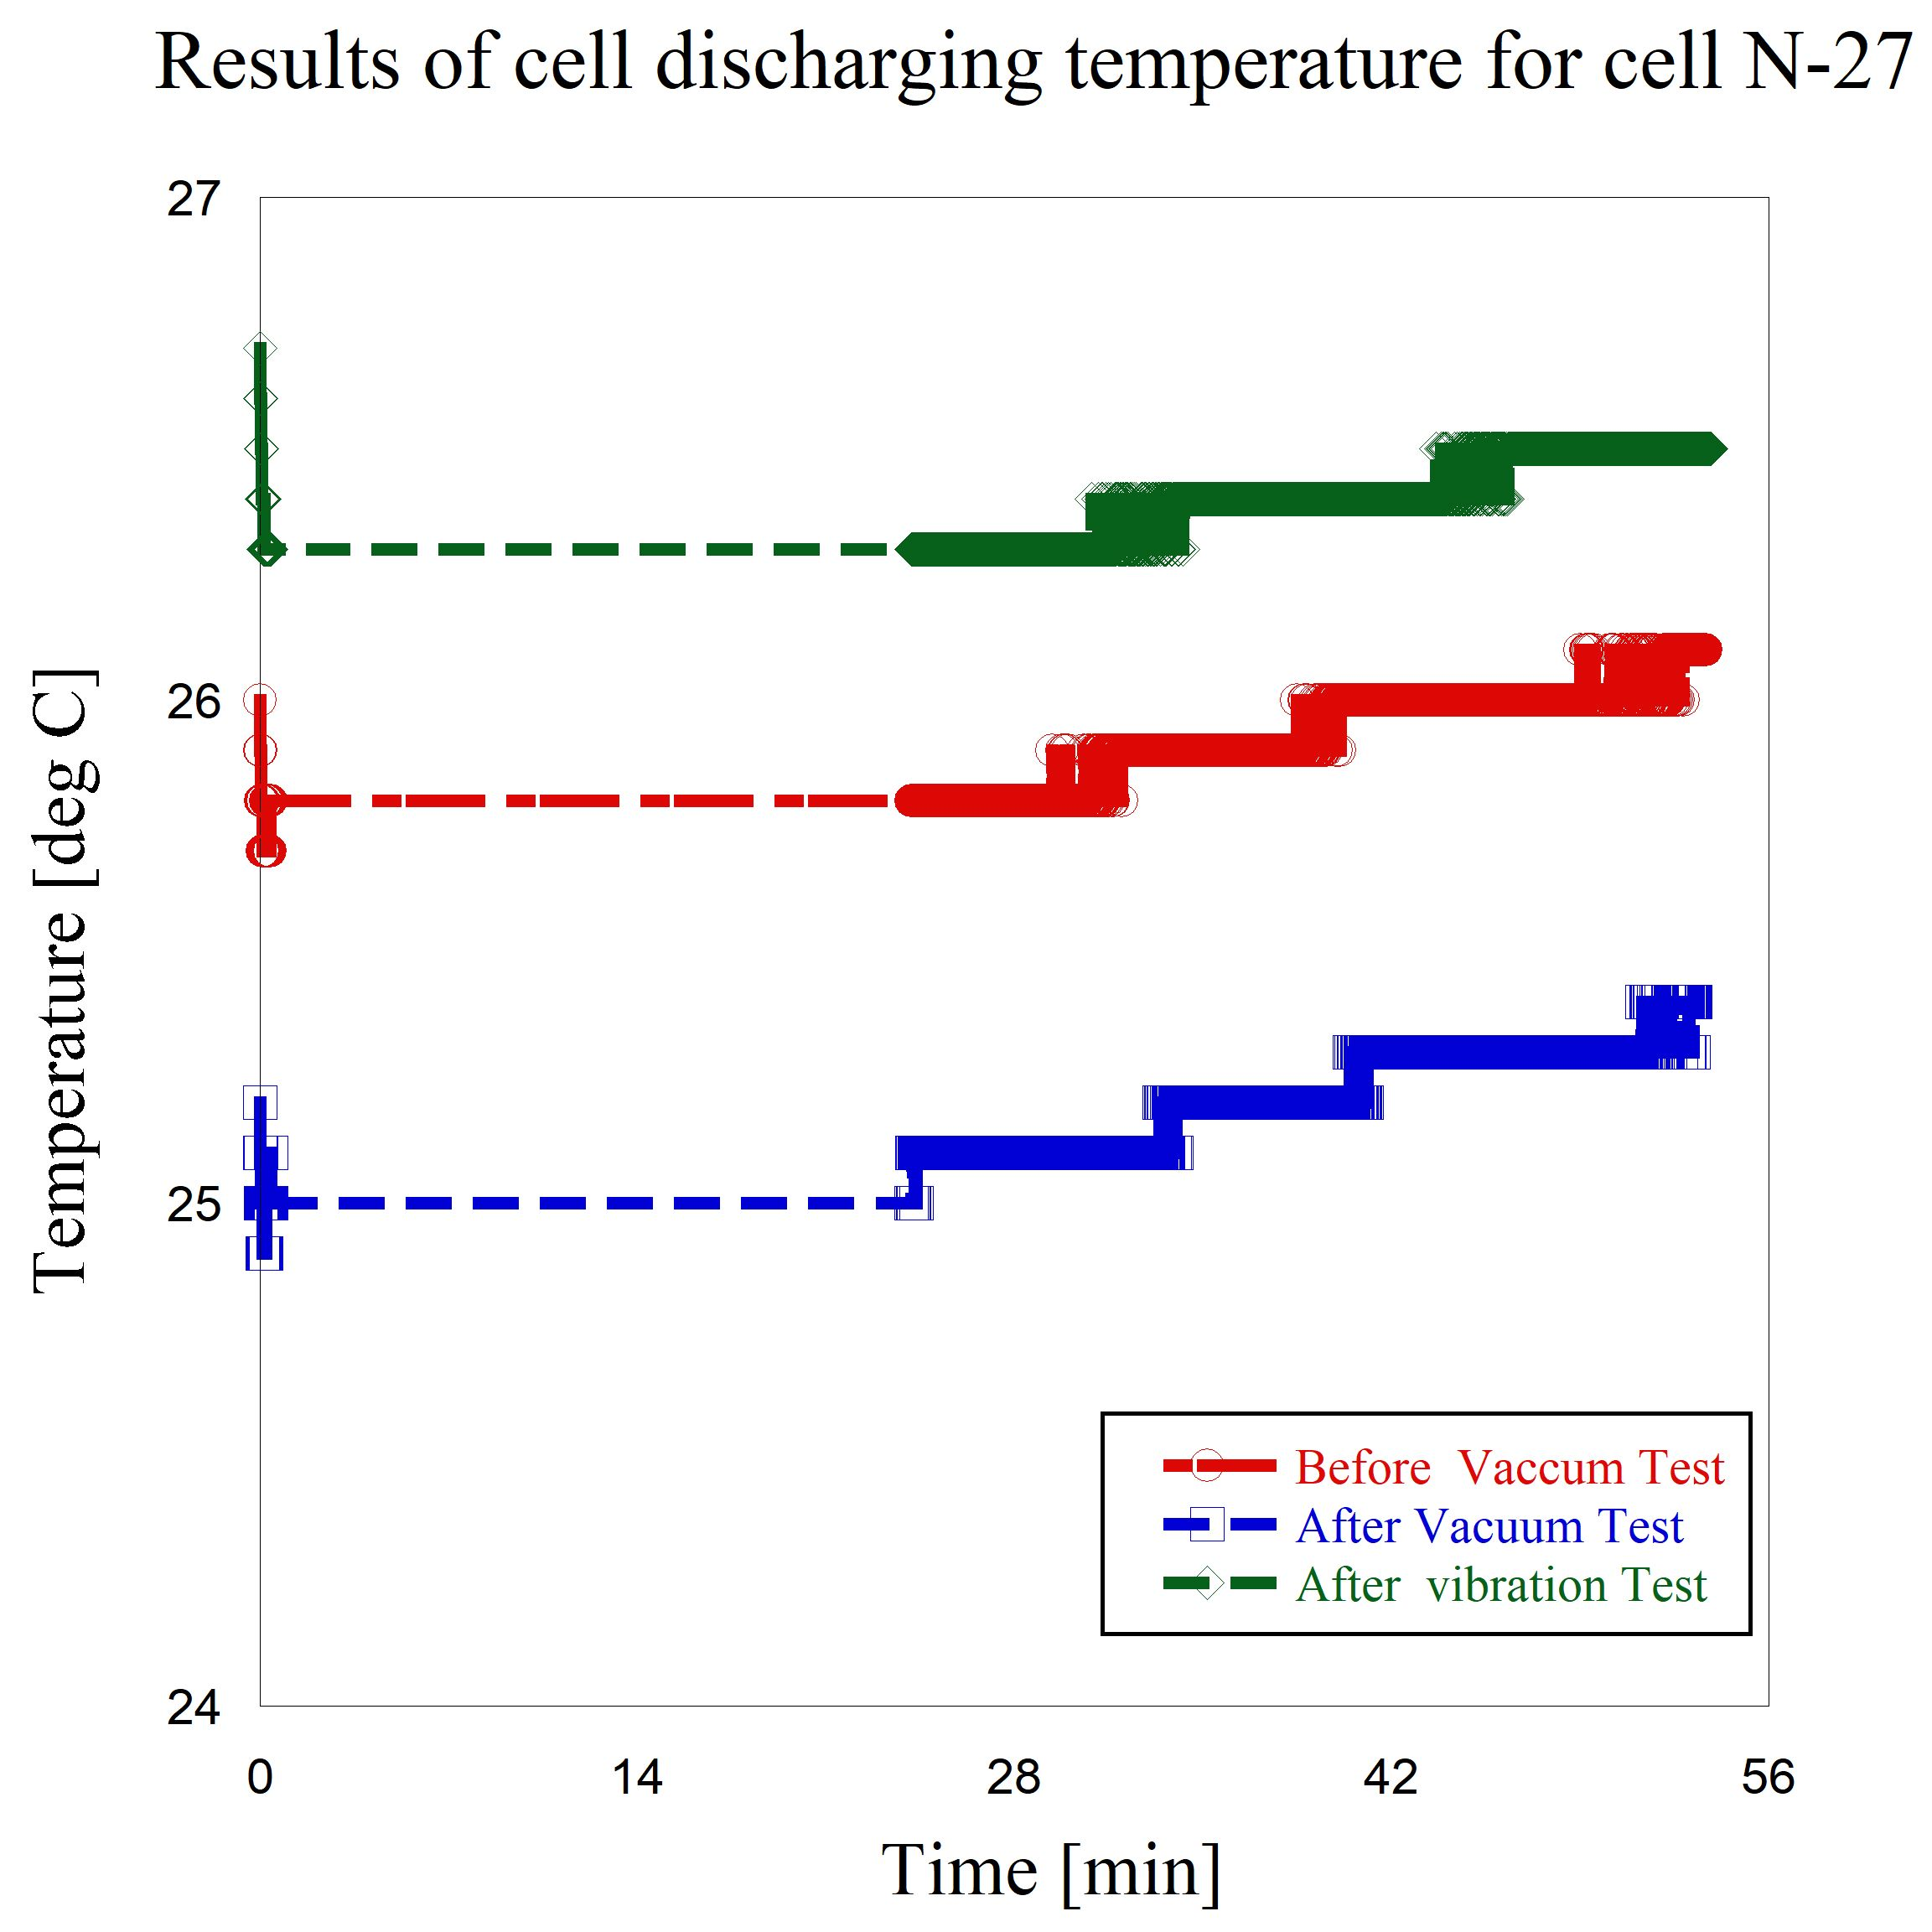 Results of cell discharging temperature for cell N-27
27
26
25
24
Temperature [deg C]
0 14 28 42 56
Time [min]
Before  Vaccum Test
After Vacuum Test
After  vibration Test